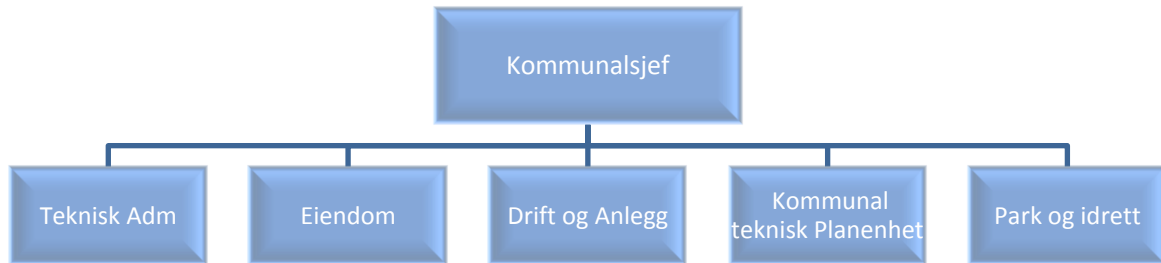 Kommunalsjef
Teknisk Adm
Eiendom
Drift og Anlegg
Kommunal
teknisk Planenhet
Park og idrett